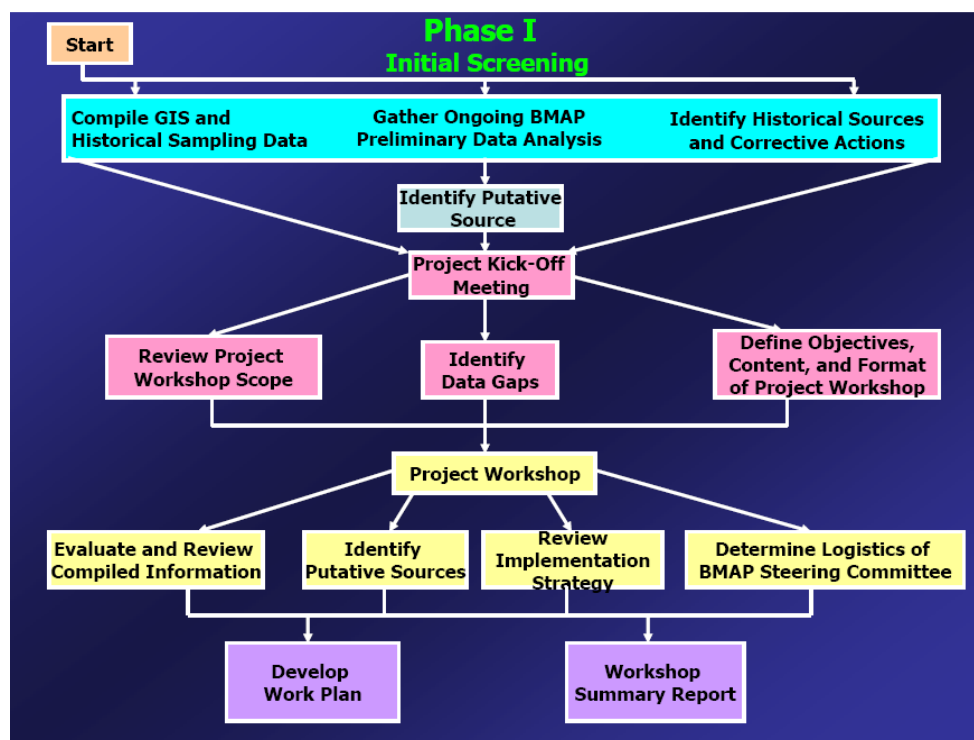 Phase I
Initial Screening
Start
Compile GIS and
Historical Sampling Data
Gather Ongoing BMAP
Preliminary Data Analysis
Identify Historical Sources
and Corrective Actions
Identify Putative
Source
Project Kick-Off
Meeting
Review Project
Workshop Scope
Identify
Data Gaps
Define Objectives,
Content, and Format
of Project Workshop
Project Workshop
Evaluate and Review
Compiled Information
Identify
Putative Sources
Review
Implementation
Strategy
Determine Logistics of
BMAP Steering Committee
Develop
Work Plan
Workshop
Summary Report